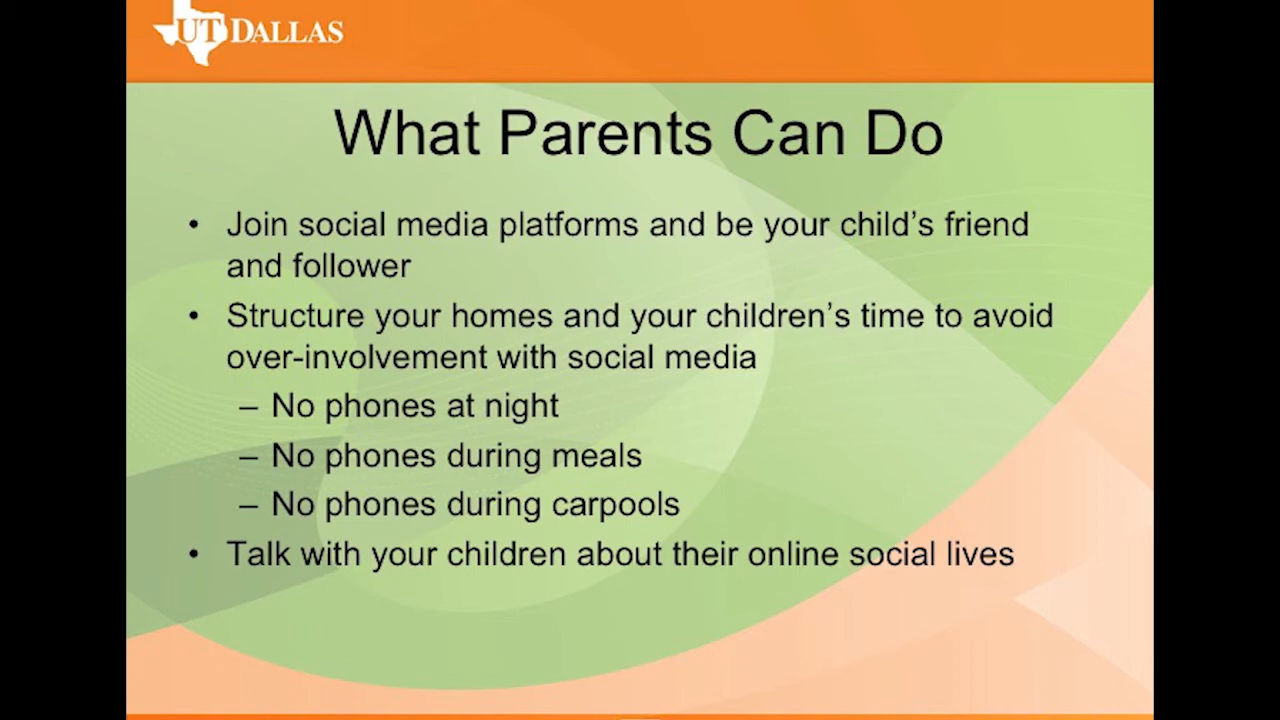 UT DALLAS
What Parents Can Do
• Join social media platforms and be your child’s friend
and follower
• Structure your homes and your children’s time to avoid
over-involvement with social media
– No phones at night
– No phones during meals
– No phones during carpools
• Talk with your children about their online social lives